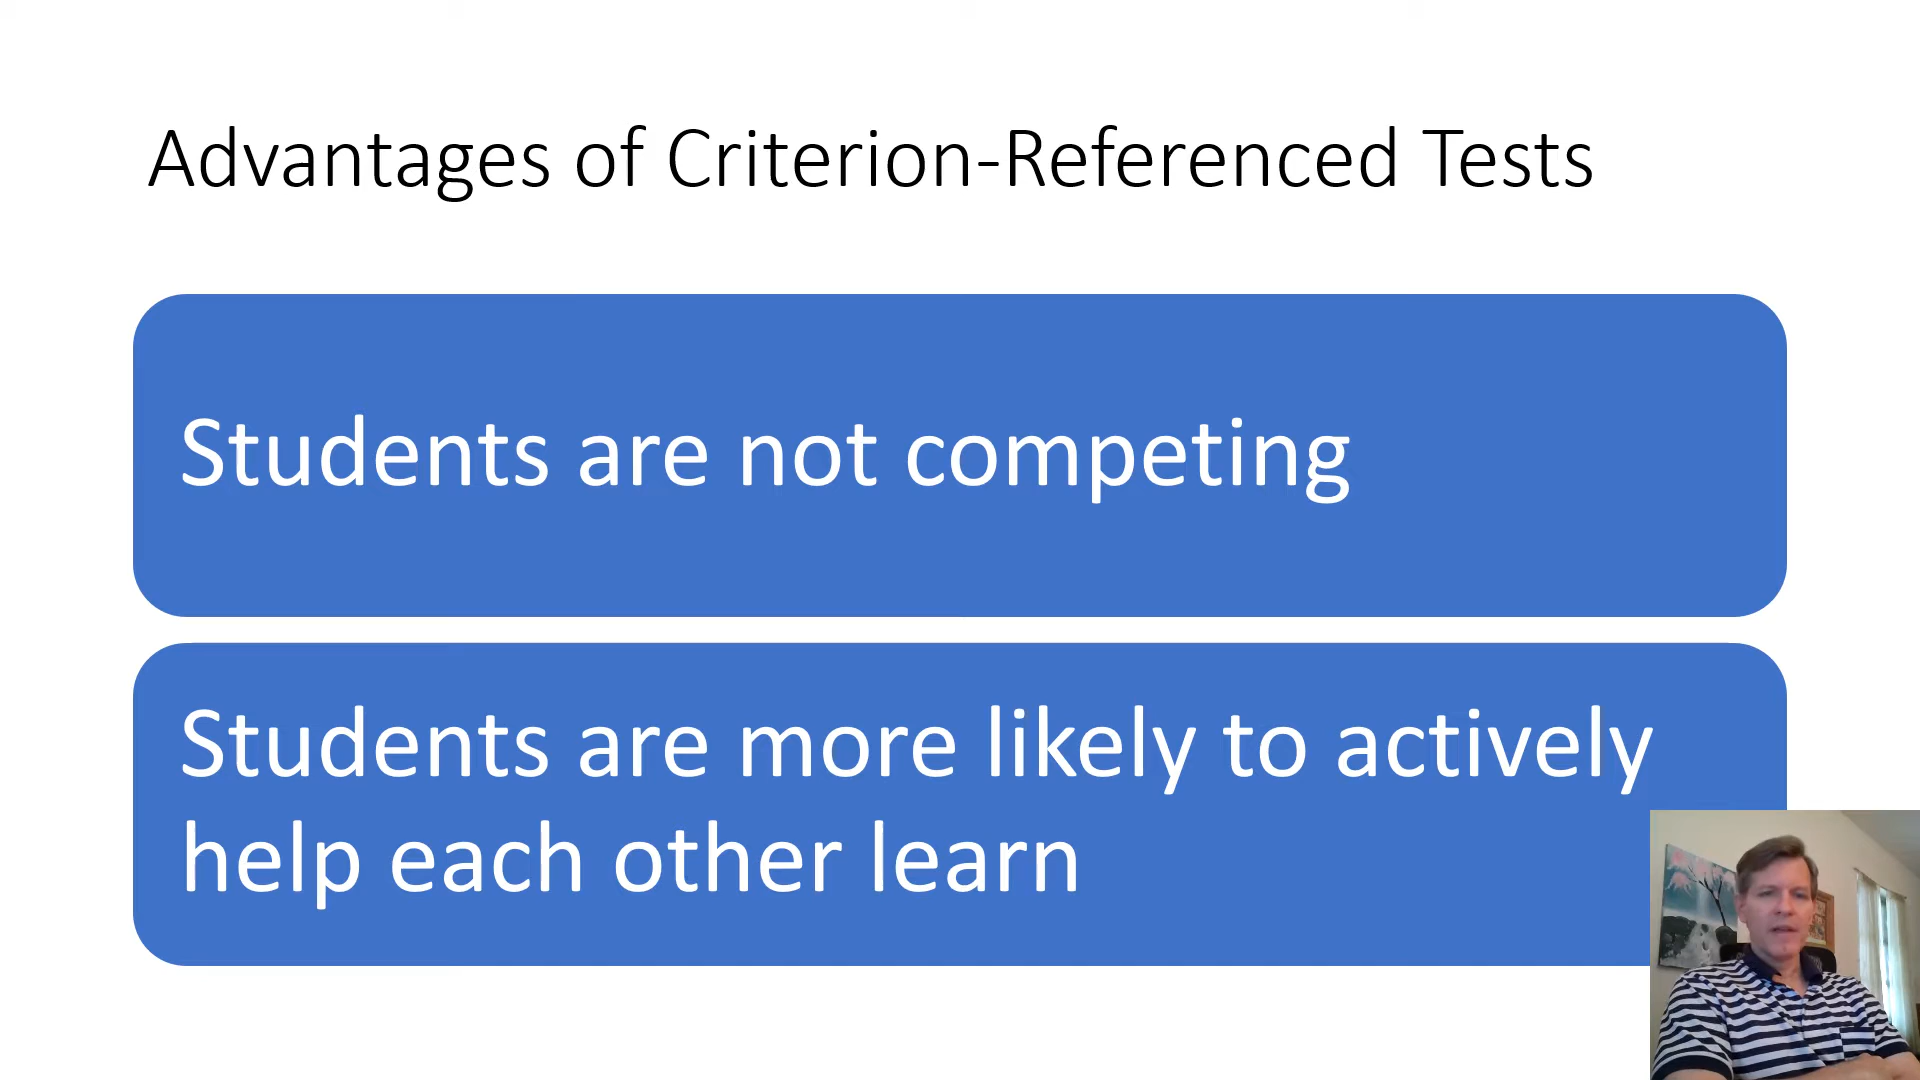 Advantages of Criterion-Referenced Tests
Students are not competing
Students are more likely to actively
help each other learn